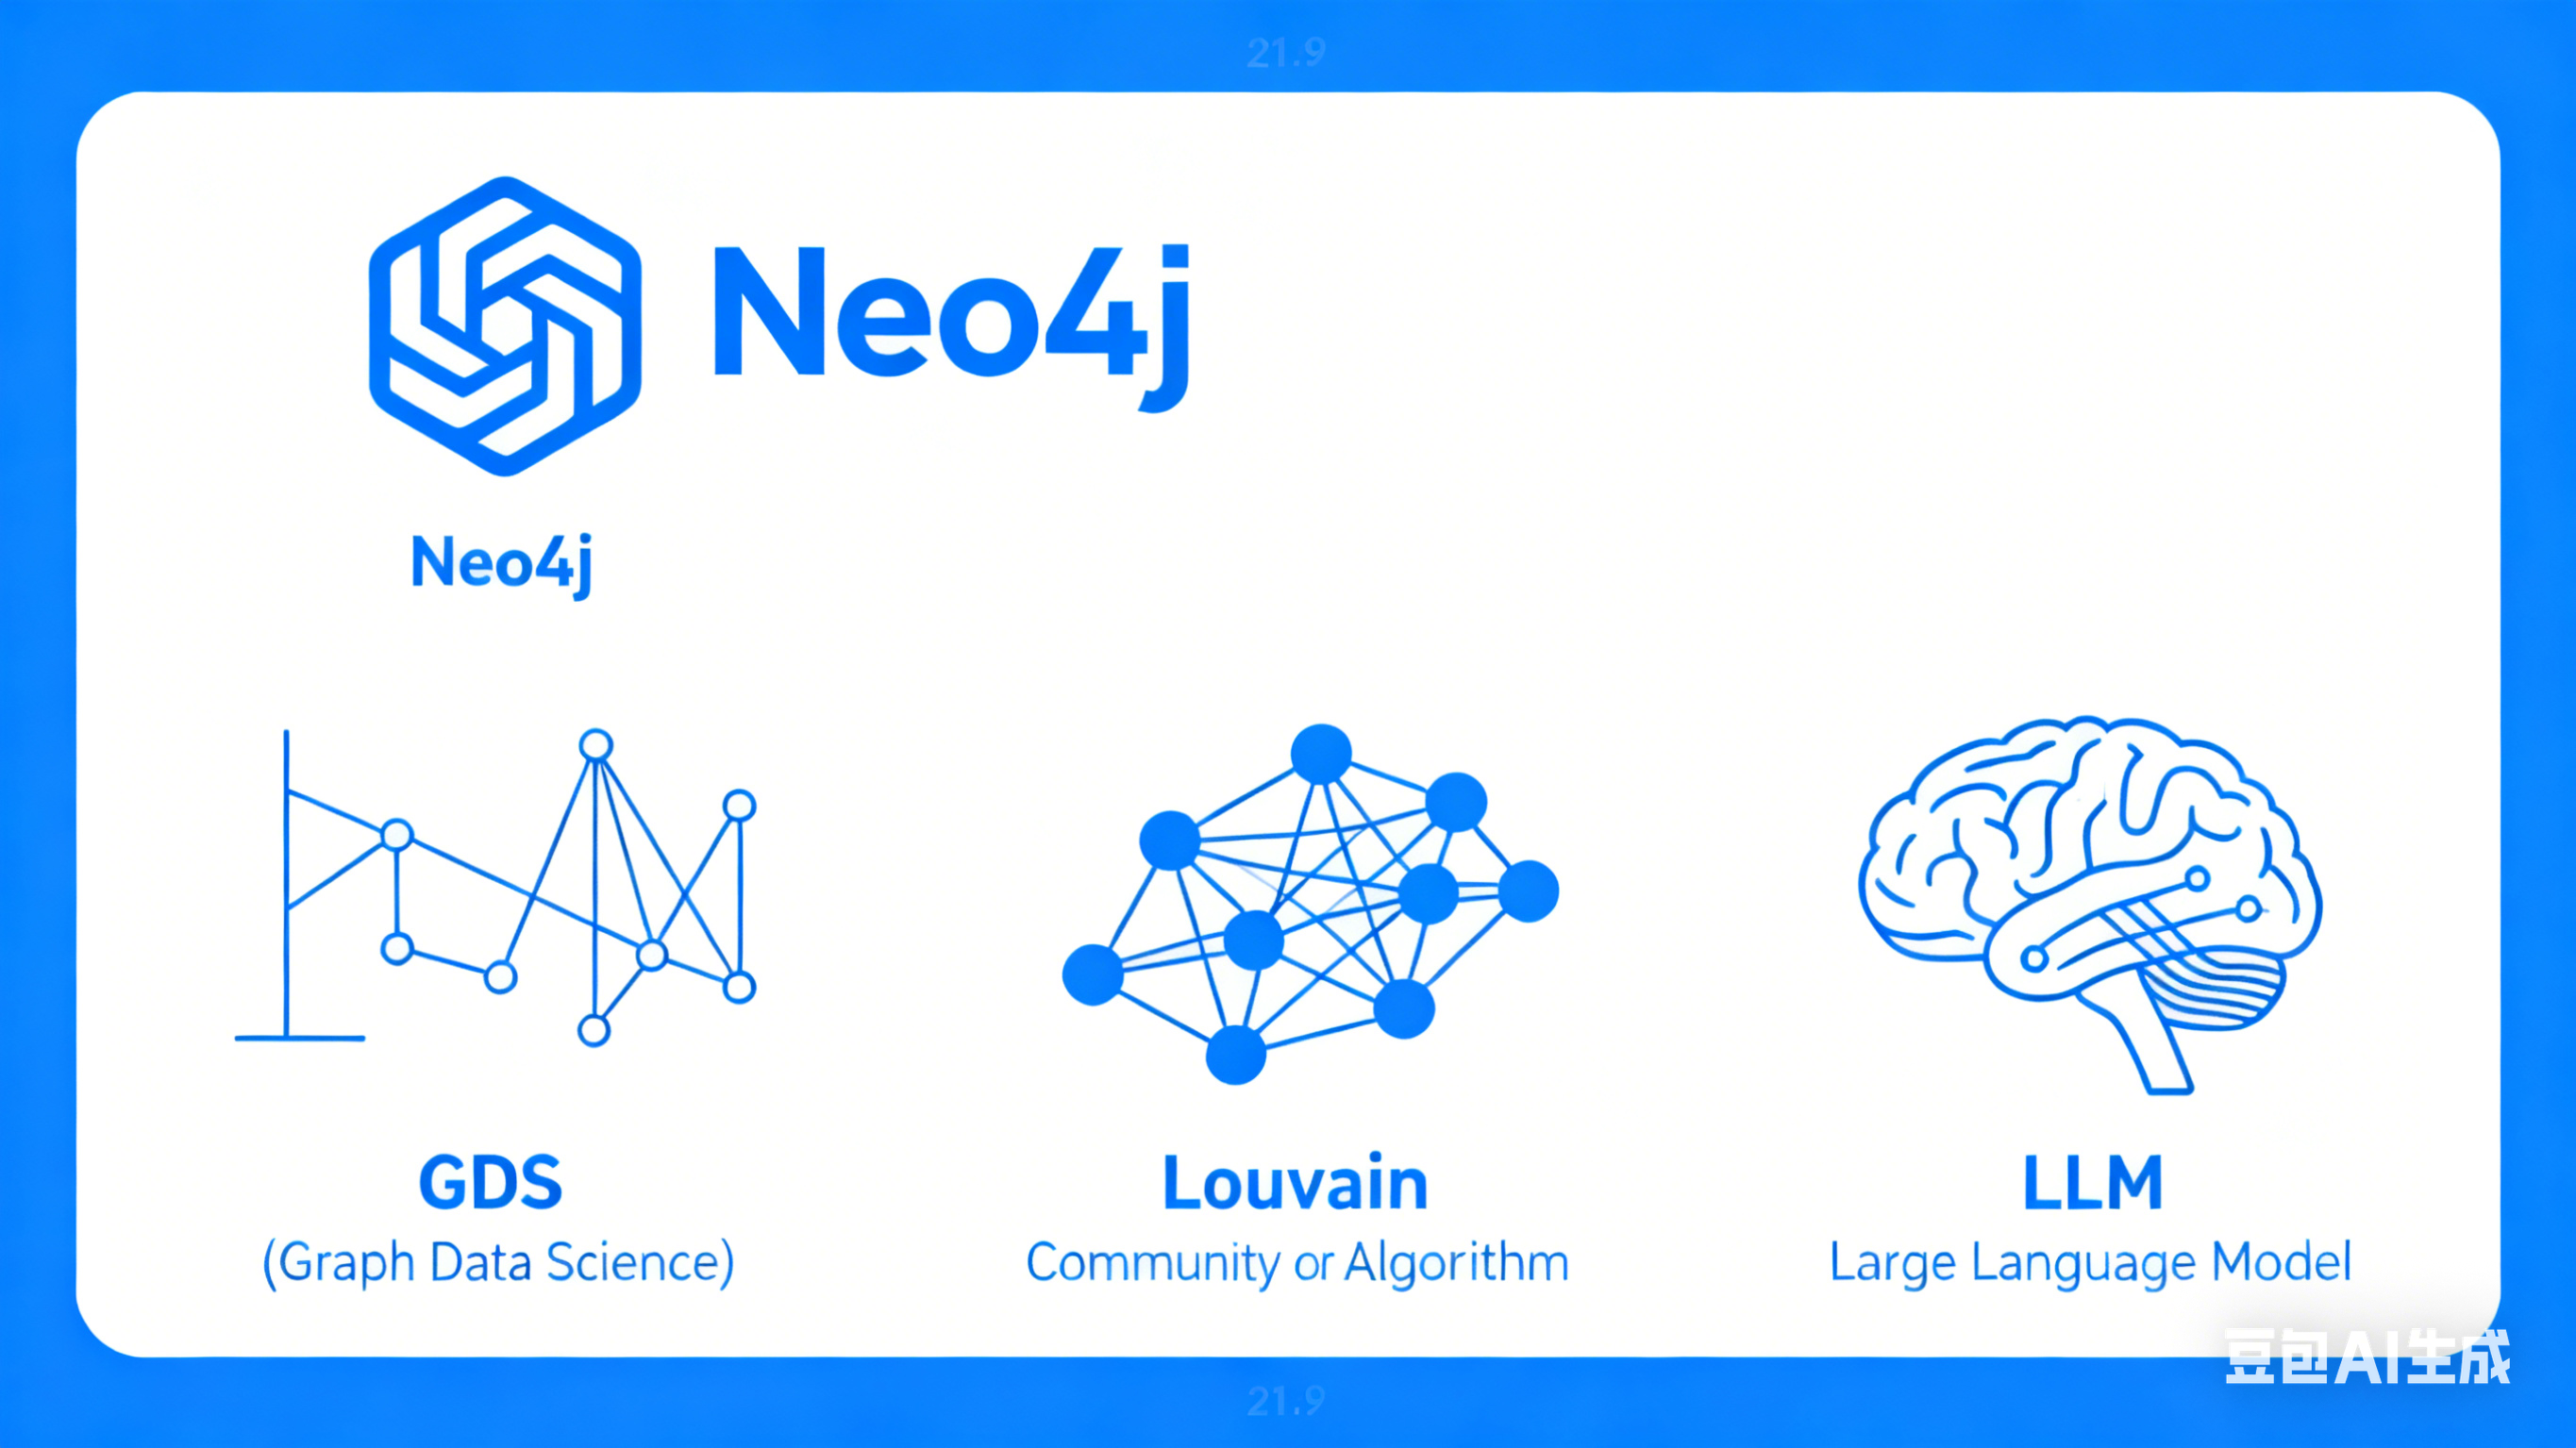 21.9
Neo4j
Neo4j
GDS
(Graph Data Science)
Louvain
Community or Algorithm
LLM
Large Language Model
豆包AI生成
21.9